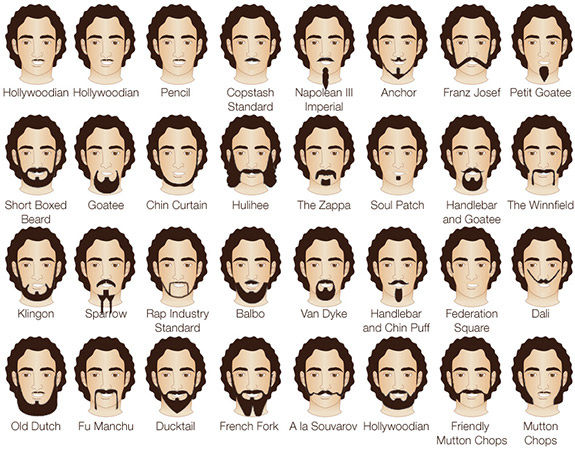 Hollywoodian Hollywoodian Pencil Copstash Standard Napolean III Imperial Anchor Franz Josef Petit Goatee
Short Boxed Beard Goatee Chin Curtain Hulihee The Zappa Soul Patch Handlebar and Goatee The Winnfield
Klingon Sparrow Rap Industry Standard Balbo Van Dyke Handlebar and Chin Puff Federation Square Dali
Old Dutch Fu Manchu Ducktail French Fork A la Souvarov Hollywoodian Friendly Mutton Chops Mutton Chops